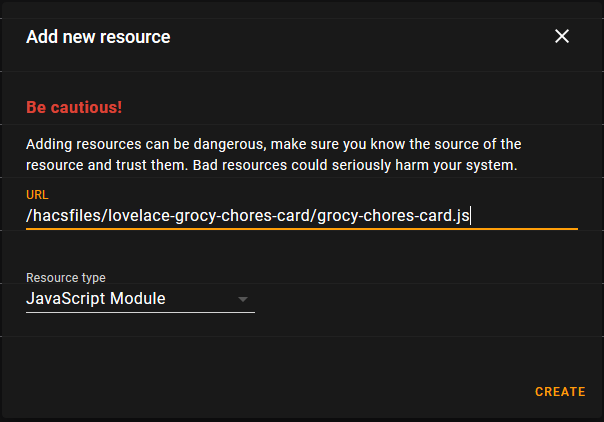 Add new resource
Be cautious!
Adding resources can be dangerous, make sure you know the source of the
resource and trust them. Bad resources could seriously harm your system.
URL
/hacsfiles/lovelace-grocy-chores-card/grocy-chores-card.js
Resource type
JavaScript Module
CREATE